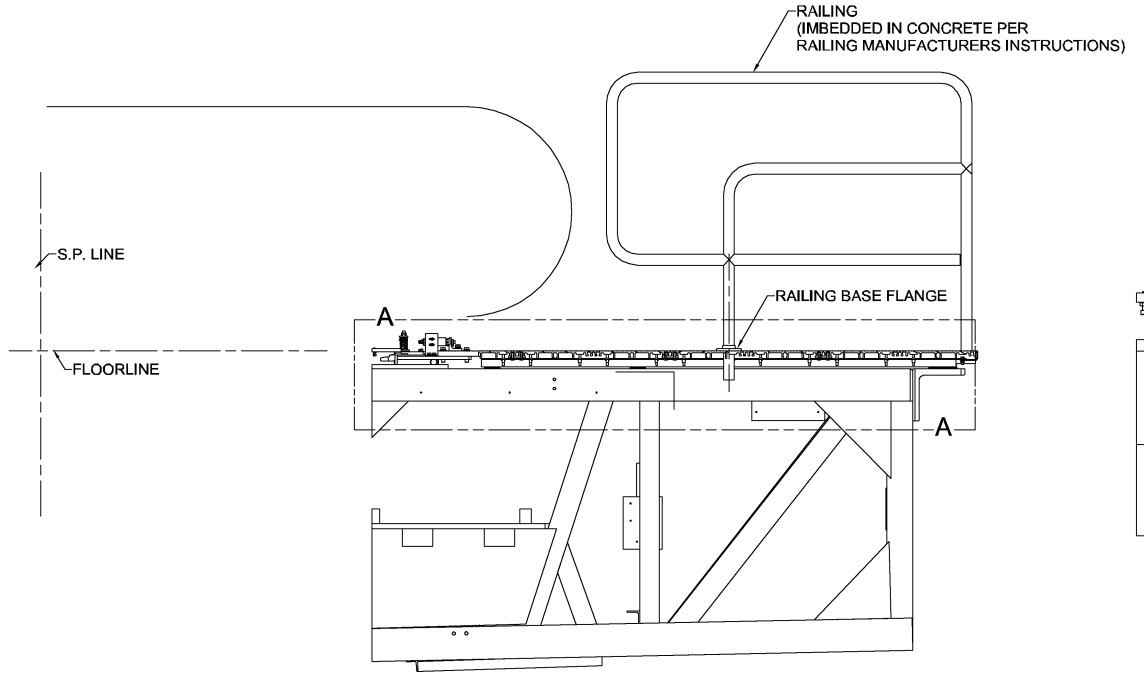 RAILING
(IMBEDDED IN CONCRETE PER
RAILING MANUFACTURERS INSTRUCTIONS)
S.P. LINE
RAILING BASE FLANGE
A
FLOORLINE
A